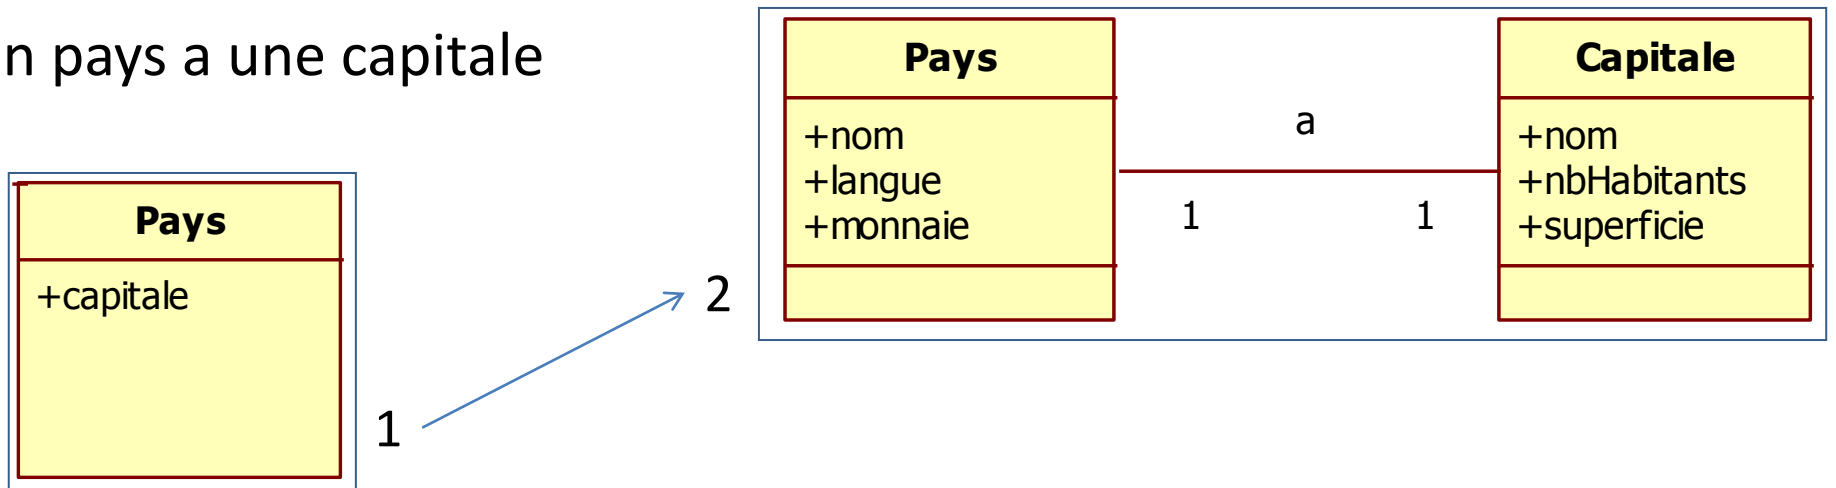 n pays a une capitale
Pays
+capitale
1
2
Pays
+nom
+langue
+monnaie
a
1
1
Capitale
+nom
+nbHabitants
+superficie